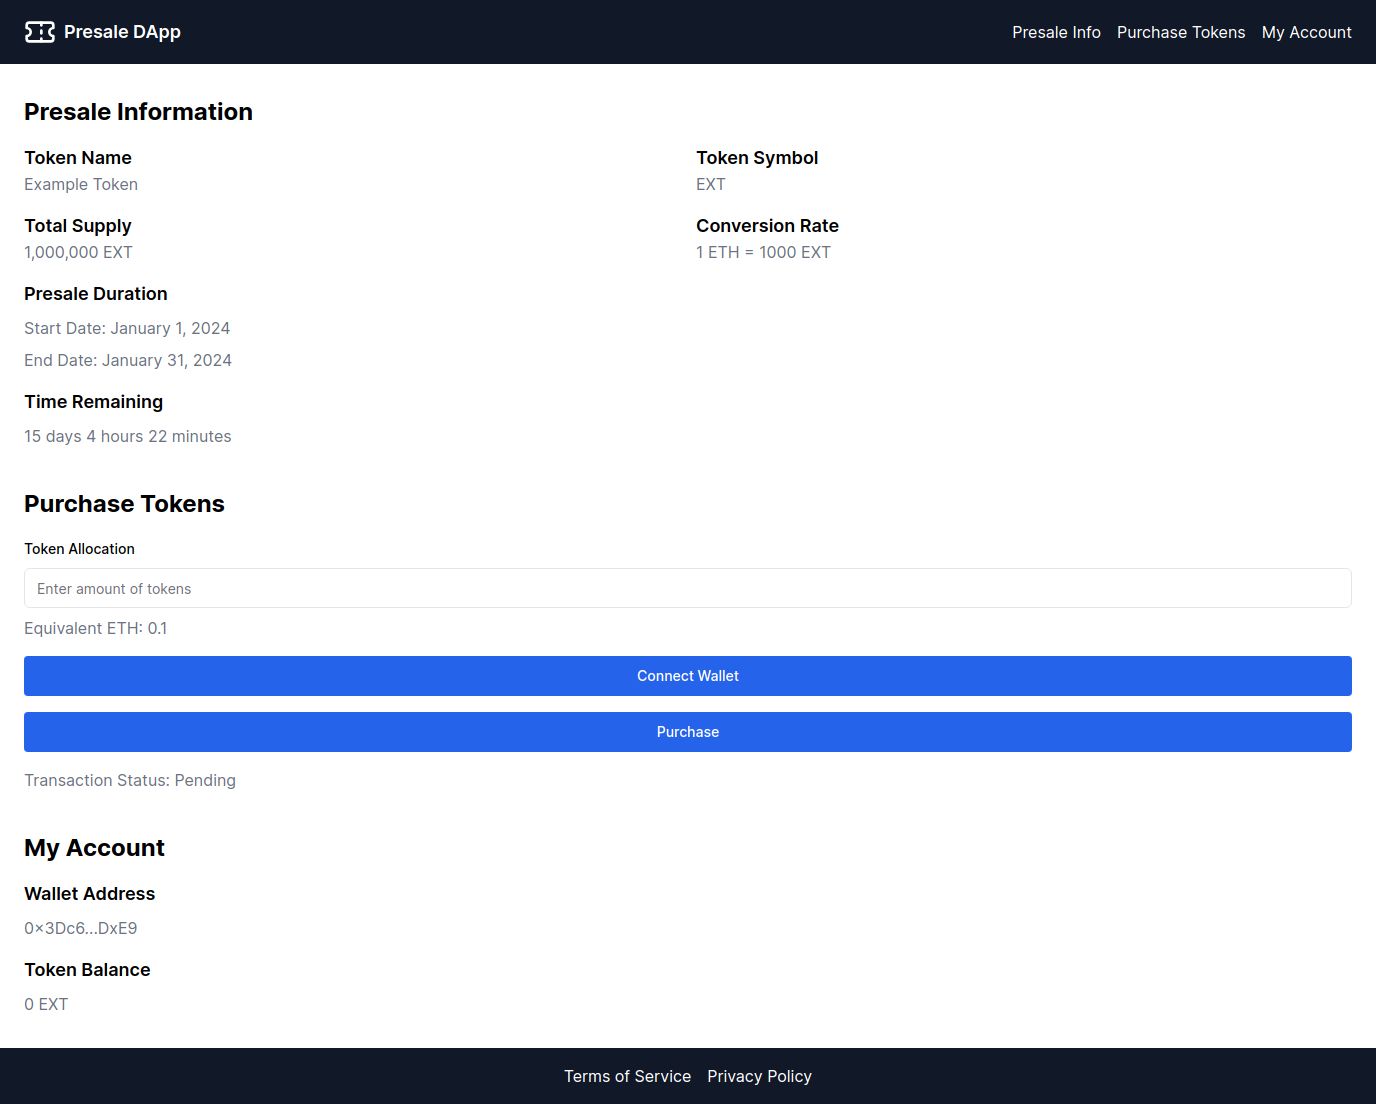 Presale DApp
Presale Info Purchase Tokens My Account
Presale Information
Token Name
Example Token
Token Symbol
EXT
Total Supply
1,000,000 EXT
Conversion Rate
1 ETH = 1000 EXT
Presale Duration
Start Date: January 1, 2024
End Date: January 31, 2024
Time Remaining
15 days 4 hours 22 minutes
Purchase Tokens
Token Allocation
Enter amount of tokens
Equivalent ETH: 0.1
Connect Wallet
Purchase
Transaction Status: Pending
My Account
Wallet Address
0×3Dc6...DxE9
Token Balance
0 EXT
Terms of Service Privacy Policy